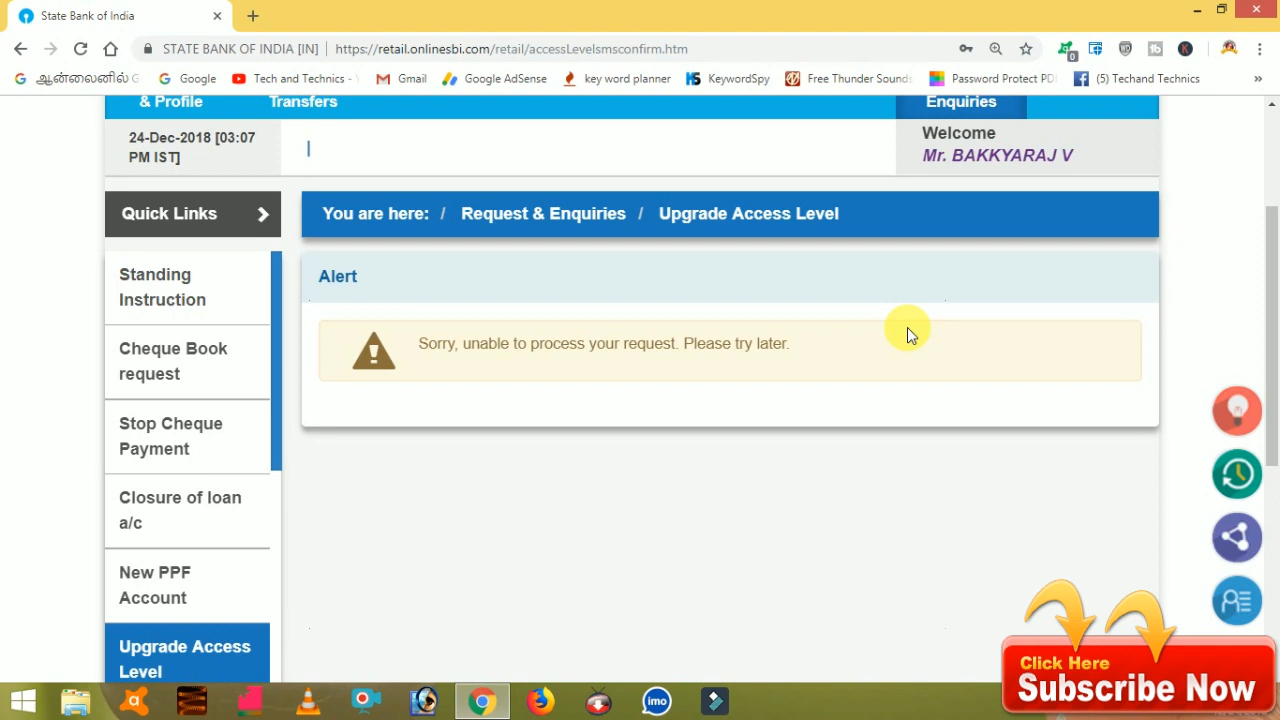 State Bank of India
STATE BANK OF INDIA [IN] https://retail.onlinesbi.com/retail/accessLevelsmsconfirm.htm
0
ஆன்லைனில் G Google Tech and Technics - Gmail Google AdSense key word planner KeywordSpy Free Thunder Sounds Password Protect PDF (5) Techand Technics »
& Profile Transfers Enquiries
24-Dec-2018 [03:07
PM IST]
Welcome
Mr. BAKKYARAJ V
Quick Links
You are here: / Request & Enquiries / Upgrade Access Level
Standing
Instruction
Cheque Book
request
Stop Cheque
Payment
Closure of loan
a/c
New PPF
Account
Upgrade Access
Level
Alert
Sorry, unable to process your request. Please try later.
Click Here
Subscribe Now
imo